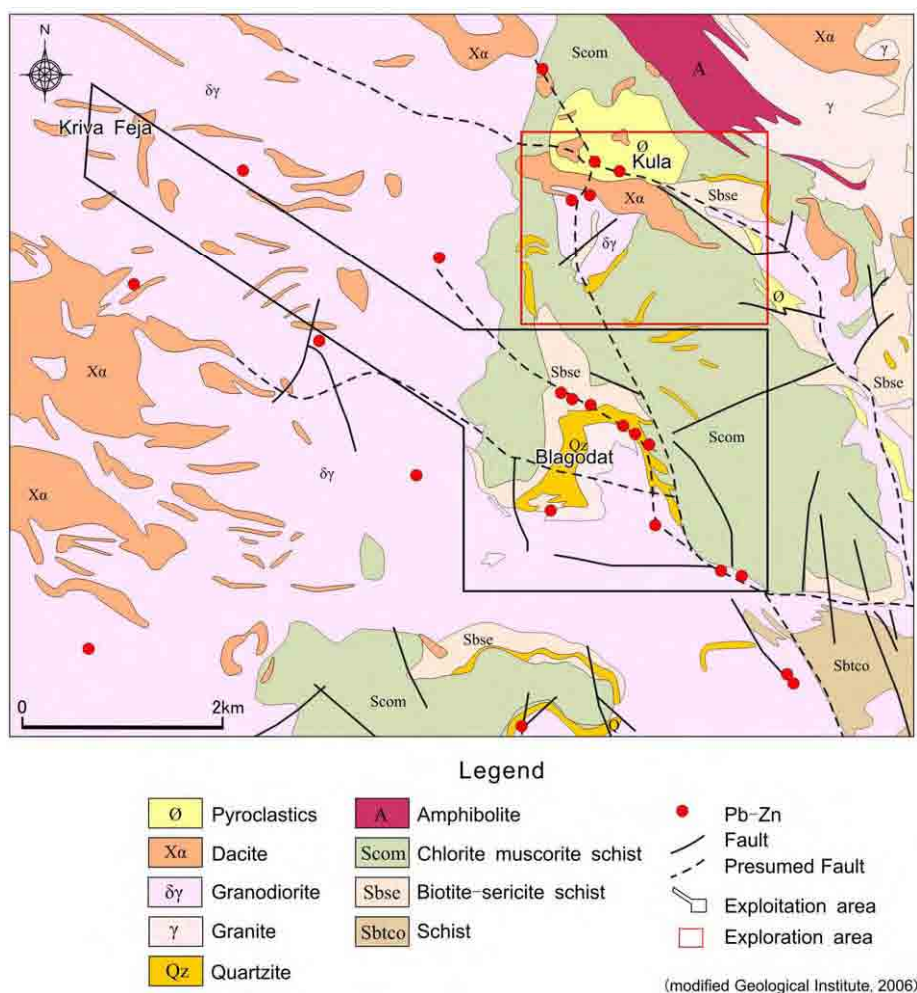 N
Xα
Scom
Xα
γ
A
δγ
γ
Kriva Feja
Ø
Kula
Sbse
Xα
δγ
Ø
Xα
Sbse
Sbse
Scom
Qz
Blagodat
Xα
δγ
Sbse
Sbtco
Scom
0 2km
Q
Legend
Ø Pyroclastics
Xα Dacite
δγ Granodiorite
γ Granite
Qz Quartzite
A Amphibolite
Scom Chlorite muscorite schist
Sbse Biotite-sericite schist
Sbtco Schist
Pb-Zn
Fault
Presumed Fault
Exploitation area
Exploration area
(modified Geological Institute, 2006)